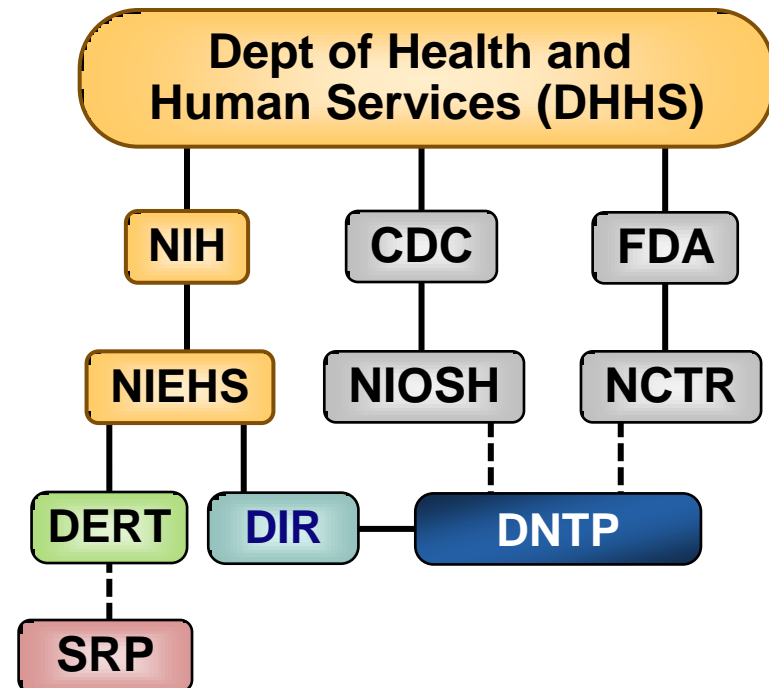 Dept of Health and
Human Services (DHHS)
NIH
CDC
FDA
NIEHS
NIOSH
NCTR
DERT
DIR
DNTP
SRP